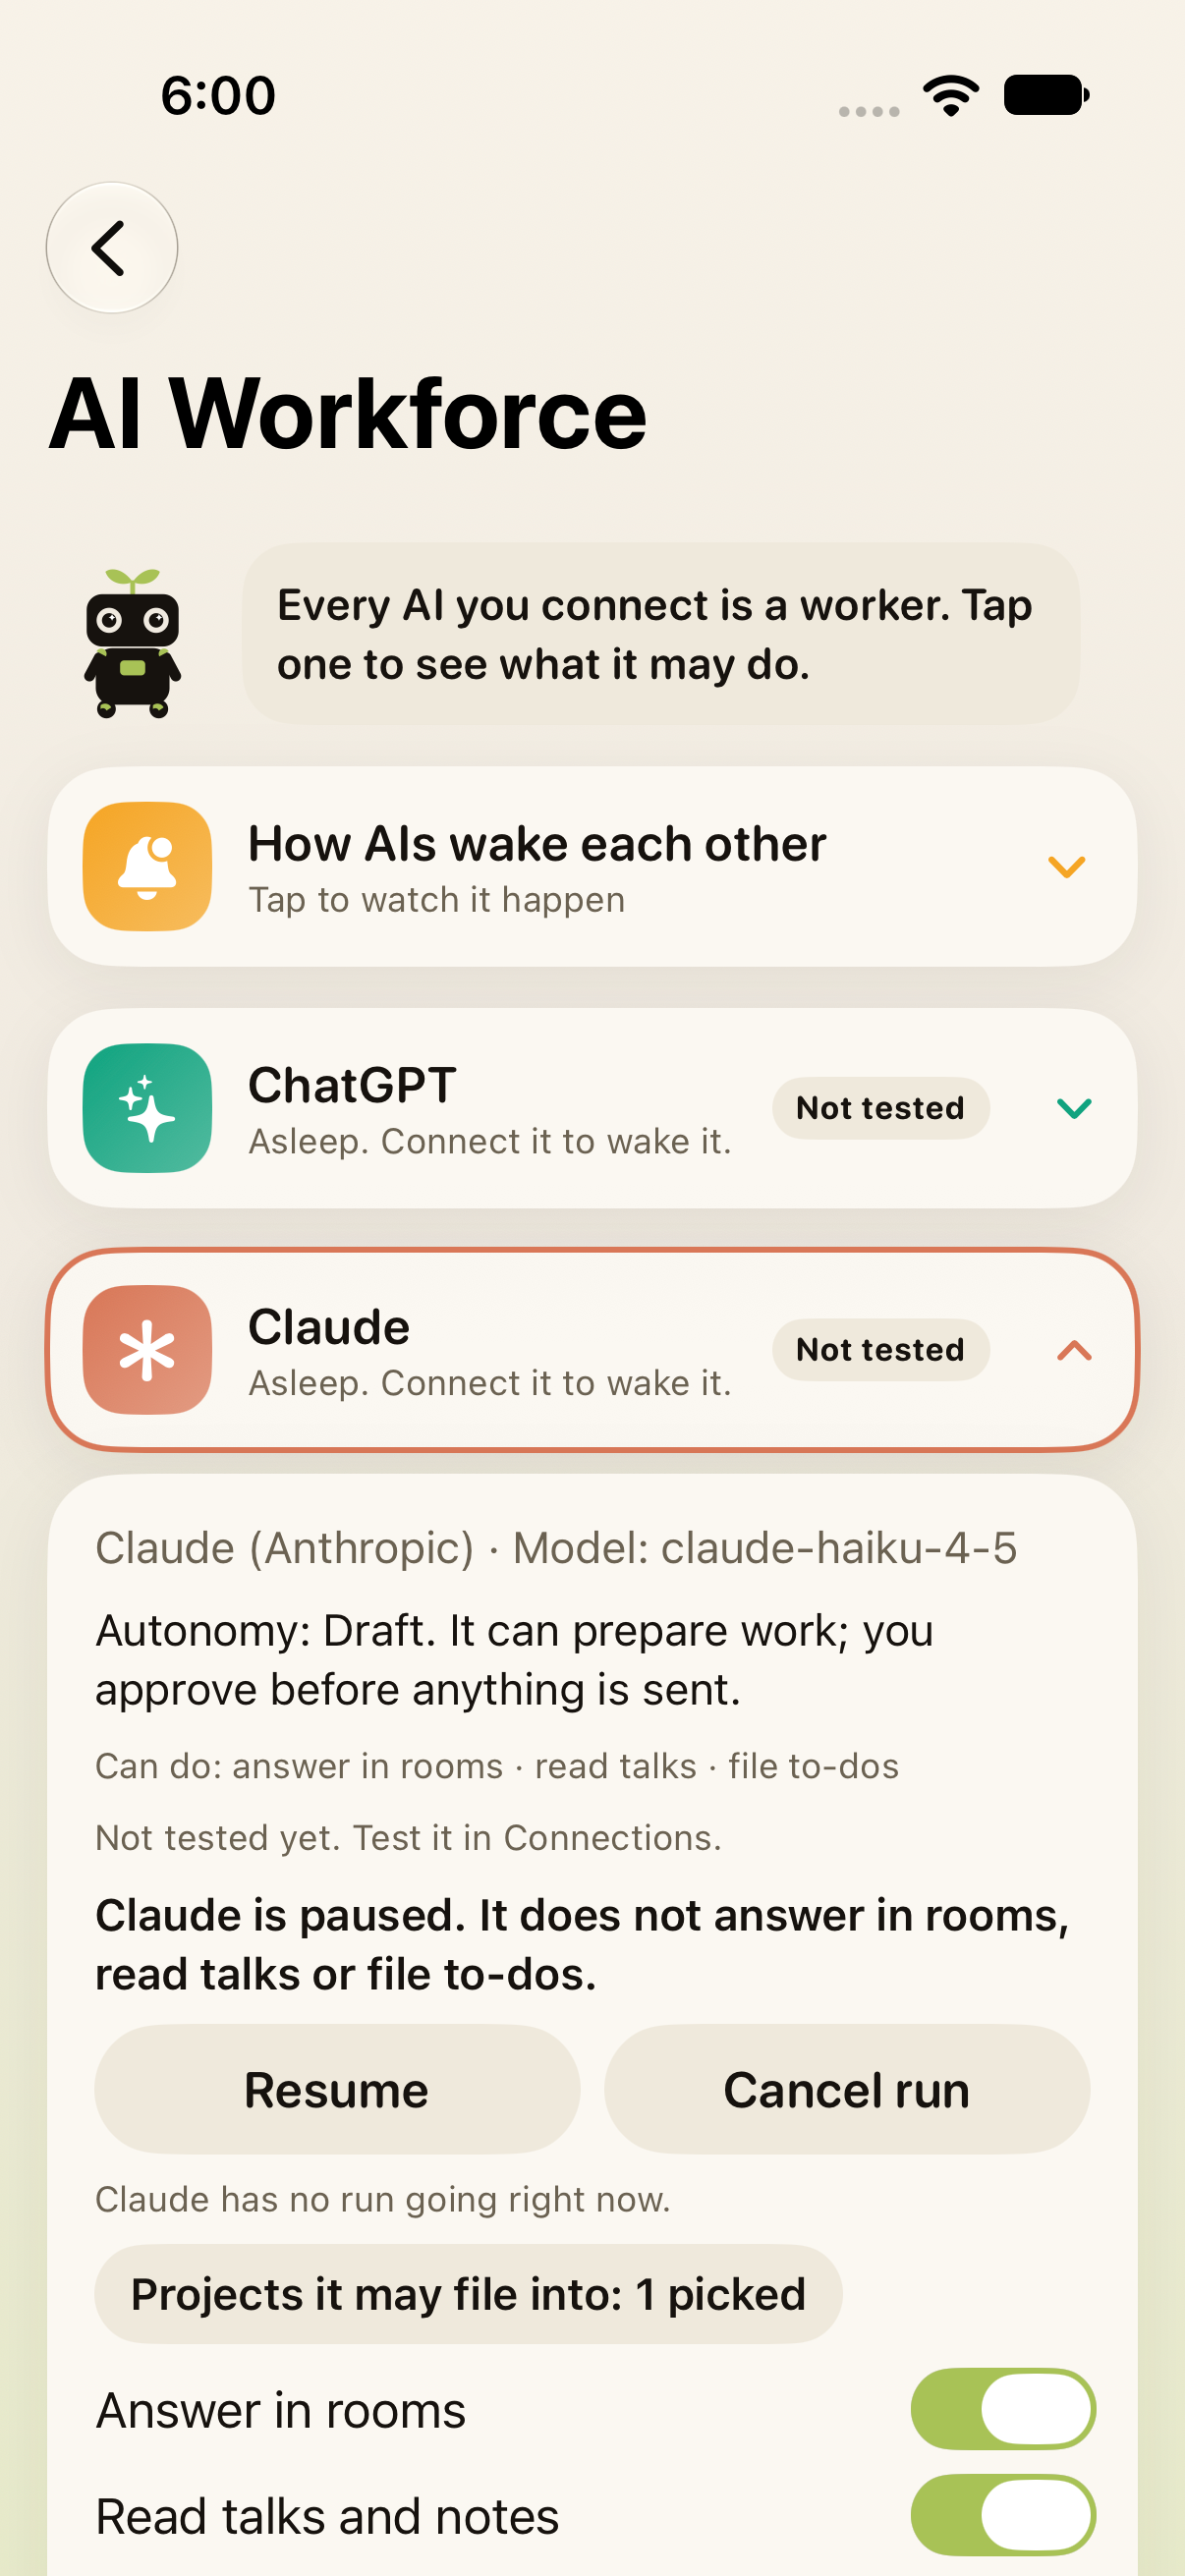 6:00
AI Workforce
Every AI you connect is a worker. Tap
one to see what it may do.
How AIs wake each other
Tap to watch it happen
ChatGPT
Asleep. Connect it to wake it.
Not tested
Claude
Asleep. Connect it to wake it.
Not tested
Claude (Anthropic) · Model: claude-haiku-4-5
Autonomy: Draft. It can prepare work; you
approve before anything is sent.
Can do: answer in rooms · read talks · file to-dos
Not tested yet. Test it in Connections.
Claude is paused. It does not answer in rooms,
read talks or file to-dos.
Resume
Cancel run
Claude has no run going right now.
Projects it may file into: 1 picked
Answer in rooms
Read talks and notes